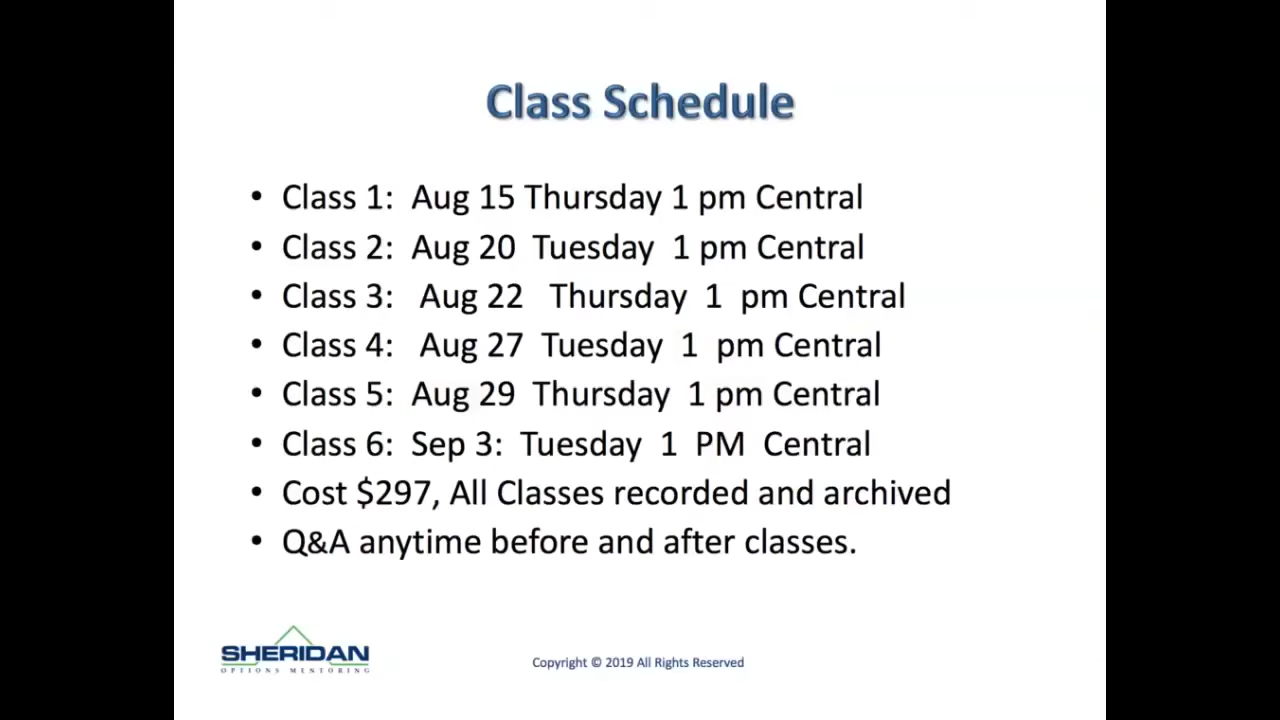 Class Schedule
• Class 1: Aug 15 Thursday 1 pm Central
• Class 2: Aug 20 Tuesday 1 pm Central
• Class 3: Aug 22 Thursday 1 pm Central
• Class 4: Aug 27 Tuesday 1 pm Central
• Class 5: Aug 29 Thursday 1 pm Central
• Class 6: Sep 3: Tuesday 1 PM Central
• Cost $297, All Classes recorded and archived
• Q&A anytime before and after classes.
SHERIDAN
OPTIONS MENTORING
Copyright © 2019 All Rights Reserved